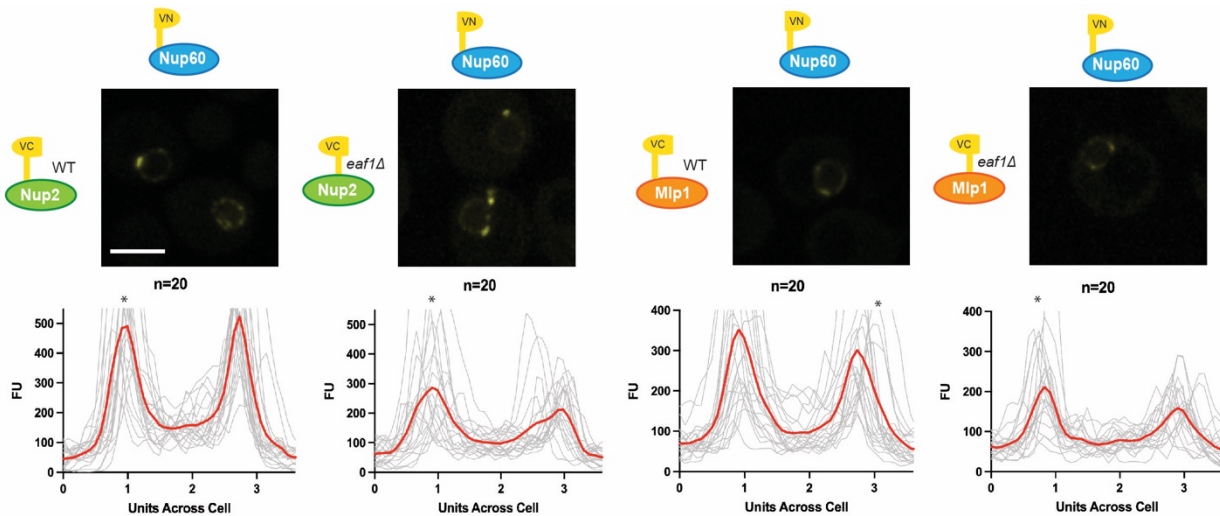 VN
Nup60
VC
WT
Nup2
n=20
*
500
400
300
200
100
0
FU
0 1 2 3
Units Across Cell
VN
Nup60
VC
eaf1Δ
Nup2
n=20
*
500
400
300
200
100
0
FU
0 1 2 3
Units Across Cell
VN
Nup60
VC
WT
Mlp1
n=20
*
400
300
200
100
0
FU
0 1 2 3
Units Across Cell
VN
Nup60
VC
eaf1Δ
Mlp1
n=20
*
400
300
200
100
0
FU
0 1 2 3
Units Across Cell